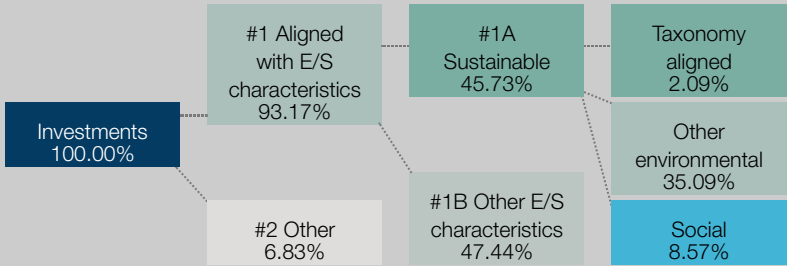 Investments
100.00%
#1 Aligned
with E/S
characteristics
93.17%
#2 Other
6.83%
#1A
Sustainable
45.73%
#1B Other E/S
characteristics
47.44%
Taxonomy
aligned
2.09%
Other
environmental
35.09%
Social
8.57%